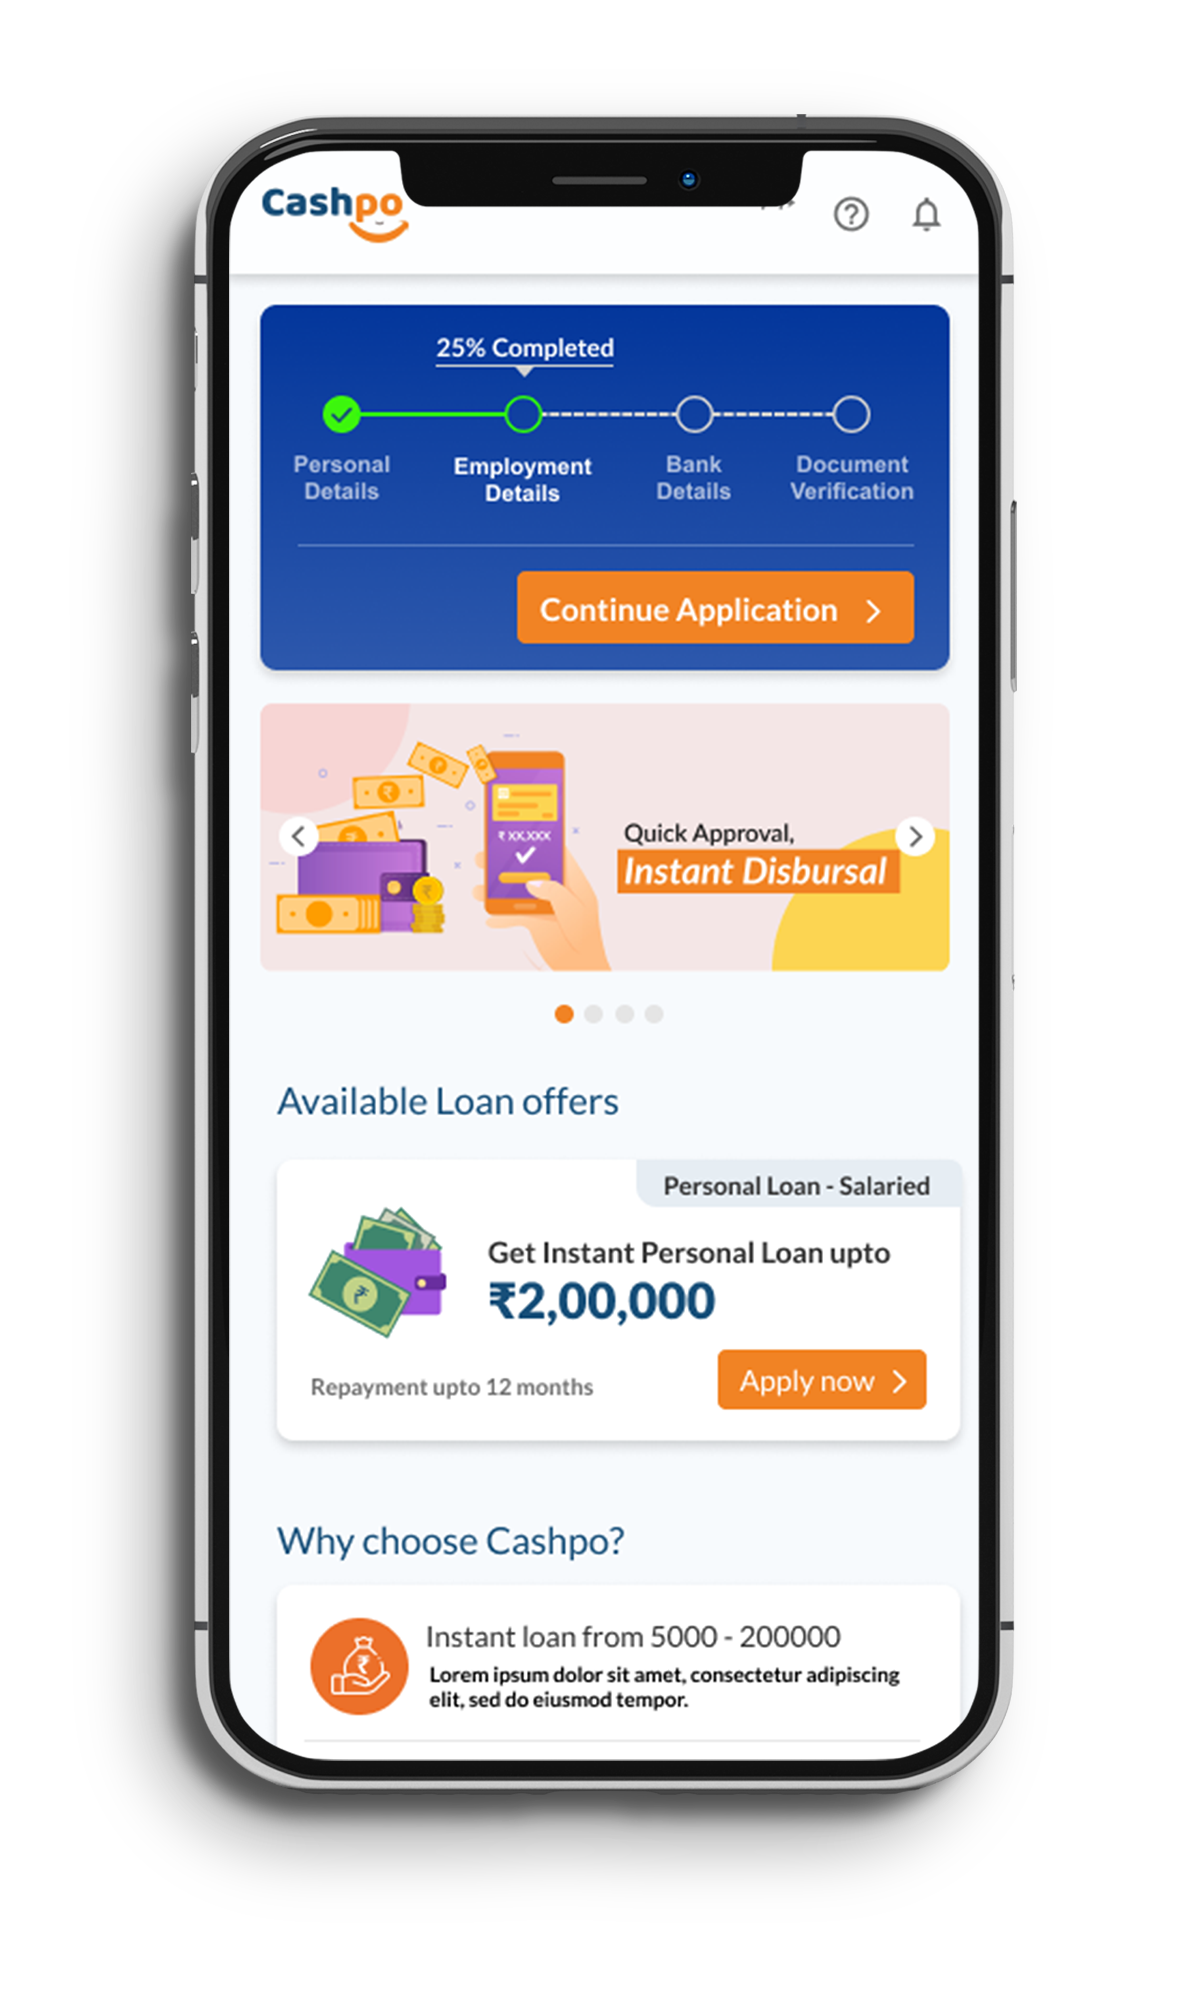 Cashpo
25% Completed
Personal
Details
Employment
Details
Bank
Details
Document
Verification
Continue Application
₹ XX,XXX
Quick Approval,
Instant Disbursal
Available Loan offers
Personal Loan - Salaried
Get Instant Personal Loan upto
₹2,00,000
Repayment upto 12 months
Apply now
Why choose Cashpo?
Instant loan from 5000 - 200000
Lorem ipsum dolor sit amet, consectetur adipiscing
elit, sed do eiusmod tempor.